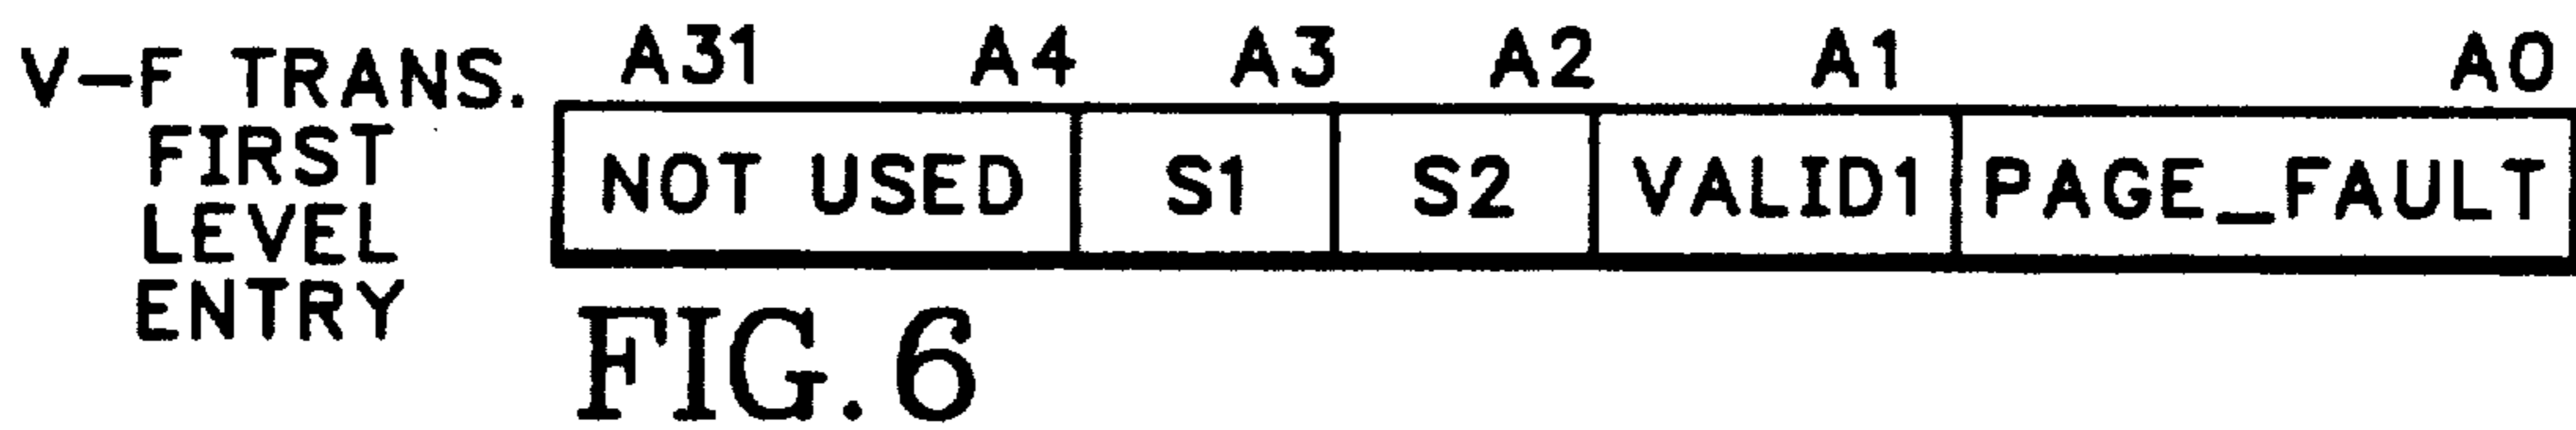 V-F TRANS.
FIRST
LEVEL
ENTRY
A31 A4 A3 A2 A1 A0
NOT USED S1 S2 VALID1 PAGE_FAULT
FIG. 6